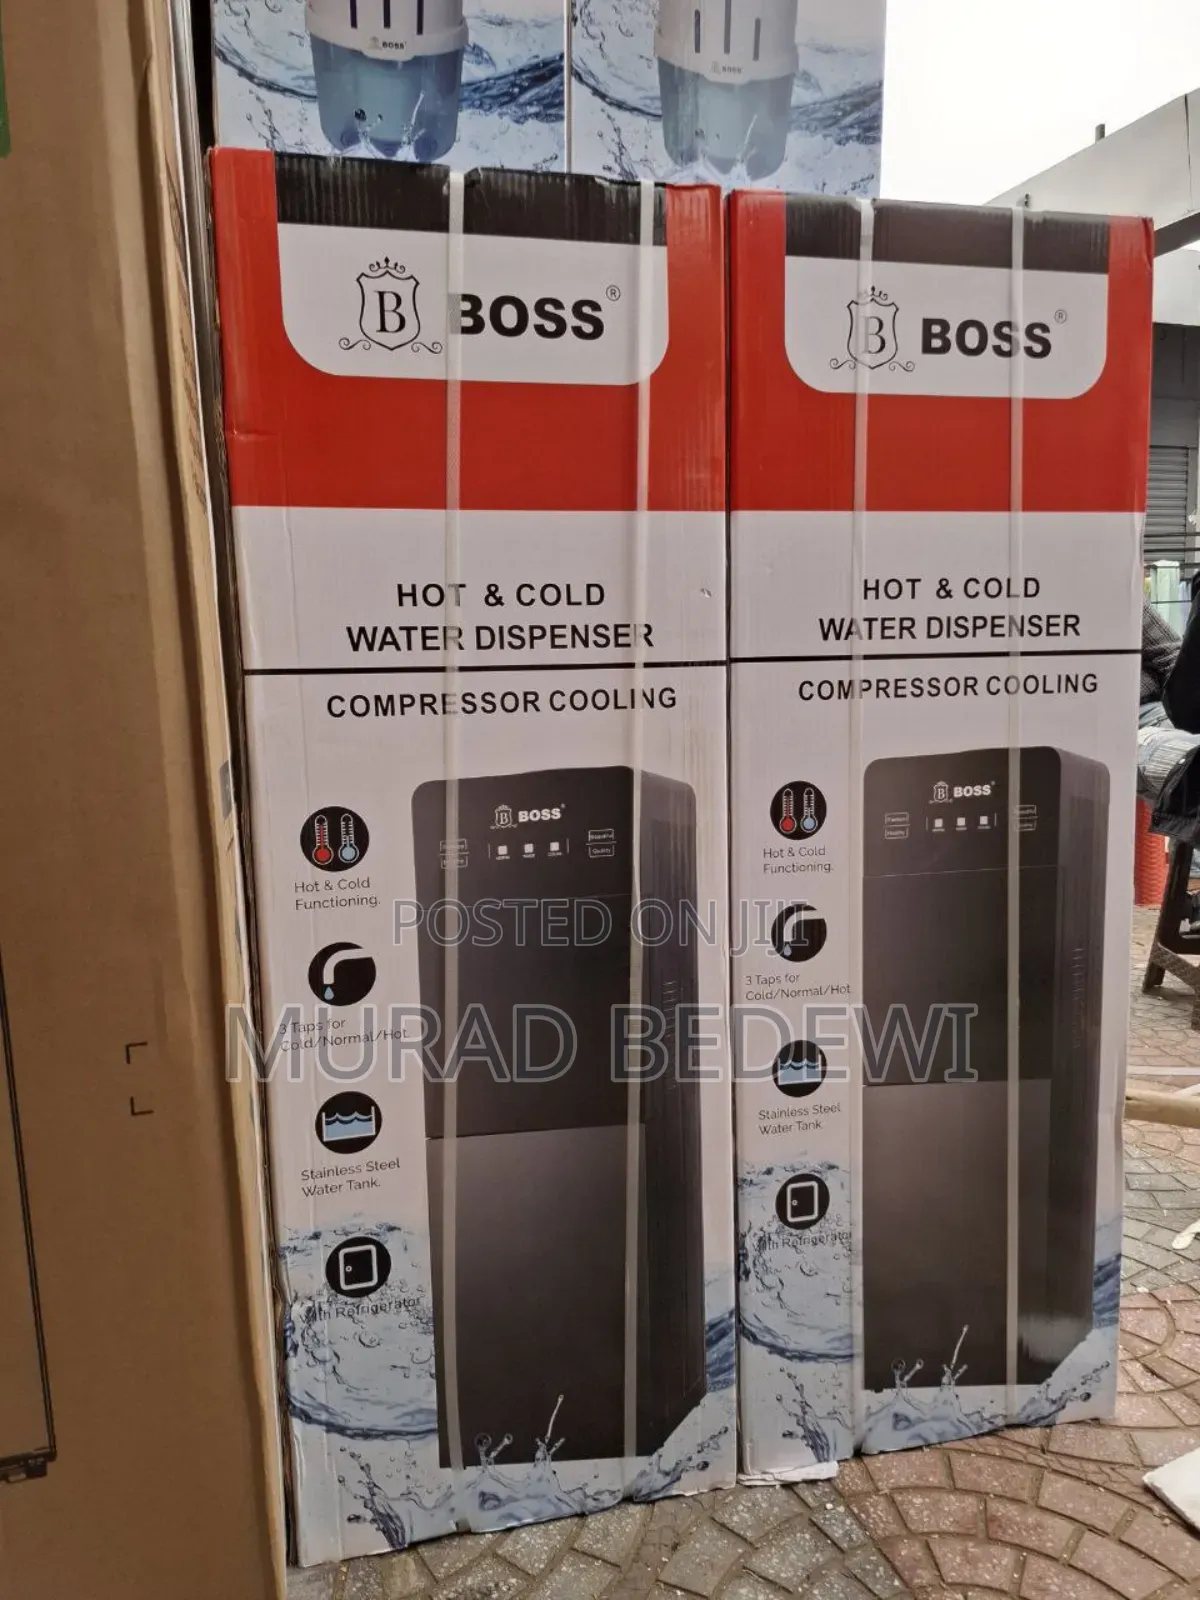 BOSS
BOSS
B BOSS®
HOT & COLD
WATER DISPENSER
COMPRESSOR COOLING
B BOSS®
Hot & Cold
Functioning.
3 Taps for
Cold/Normal/Hot
Stainless Steel
Water Tank.
With Refrigerator
B BOSS®
HOT & COLD
WATER DISPENSER
COMPRESSOR COOLING
B BOSS®
Hot & Cold
Functioning.
3 Taps for
Cold/Normal/Hot
Stainless Steel
Water Tank.
With Refrigerator
POSTED ON JIJI
MURAD BEDEWI